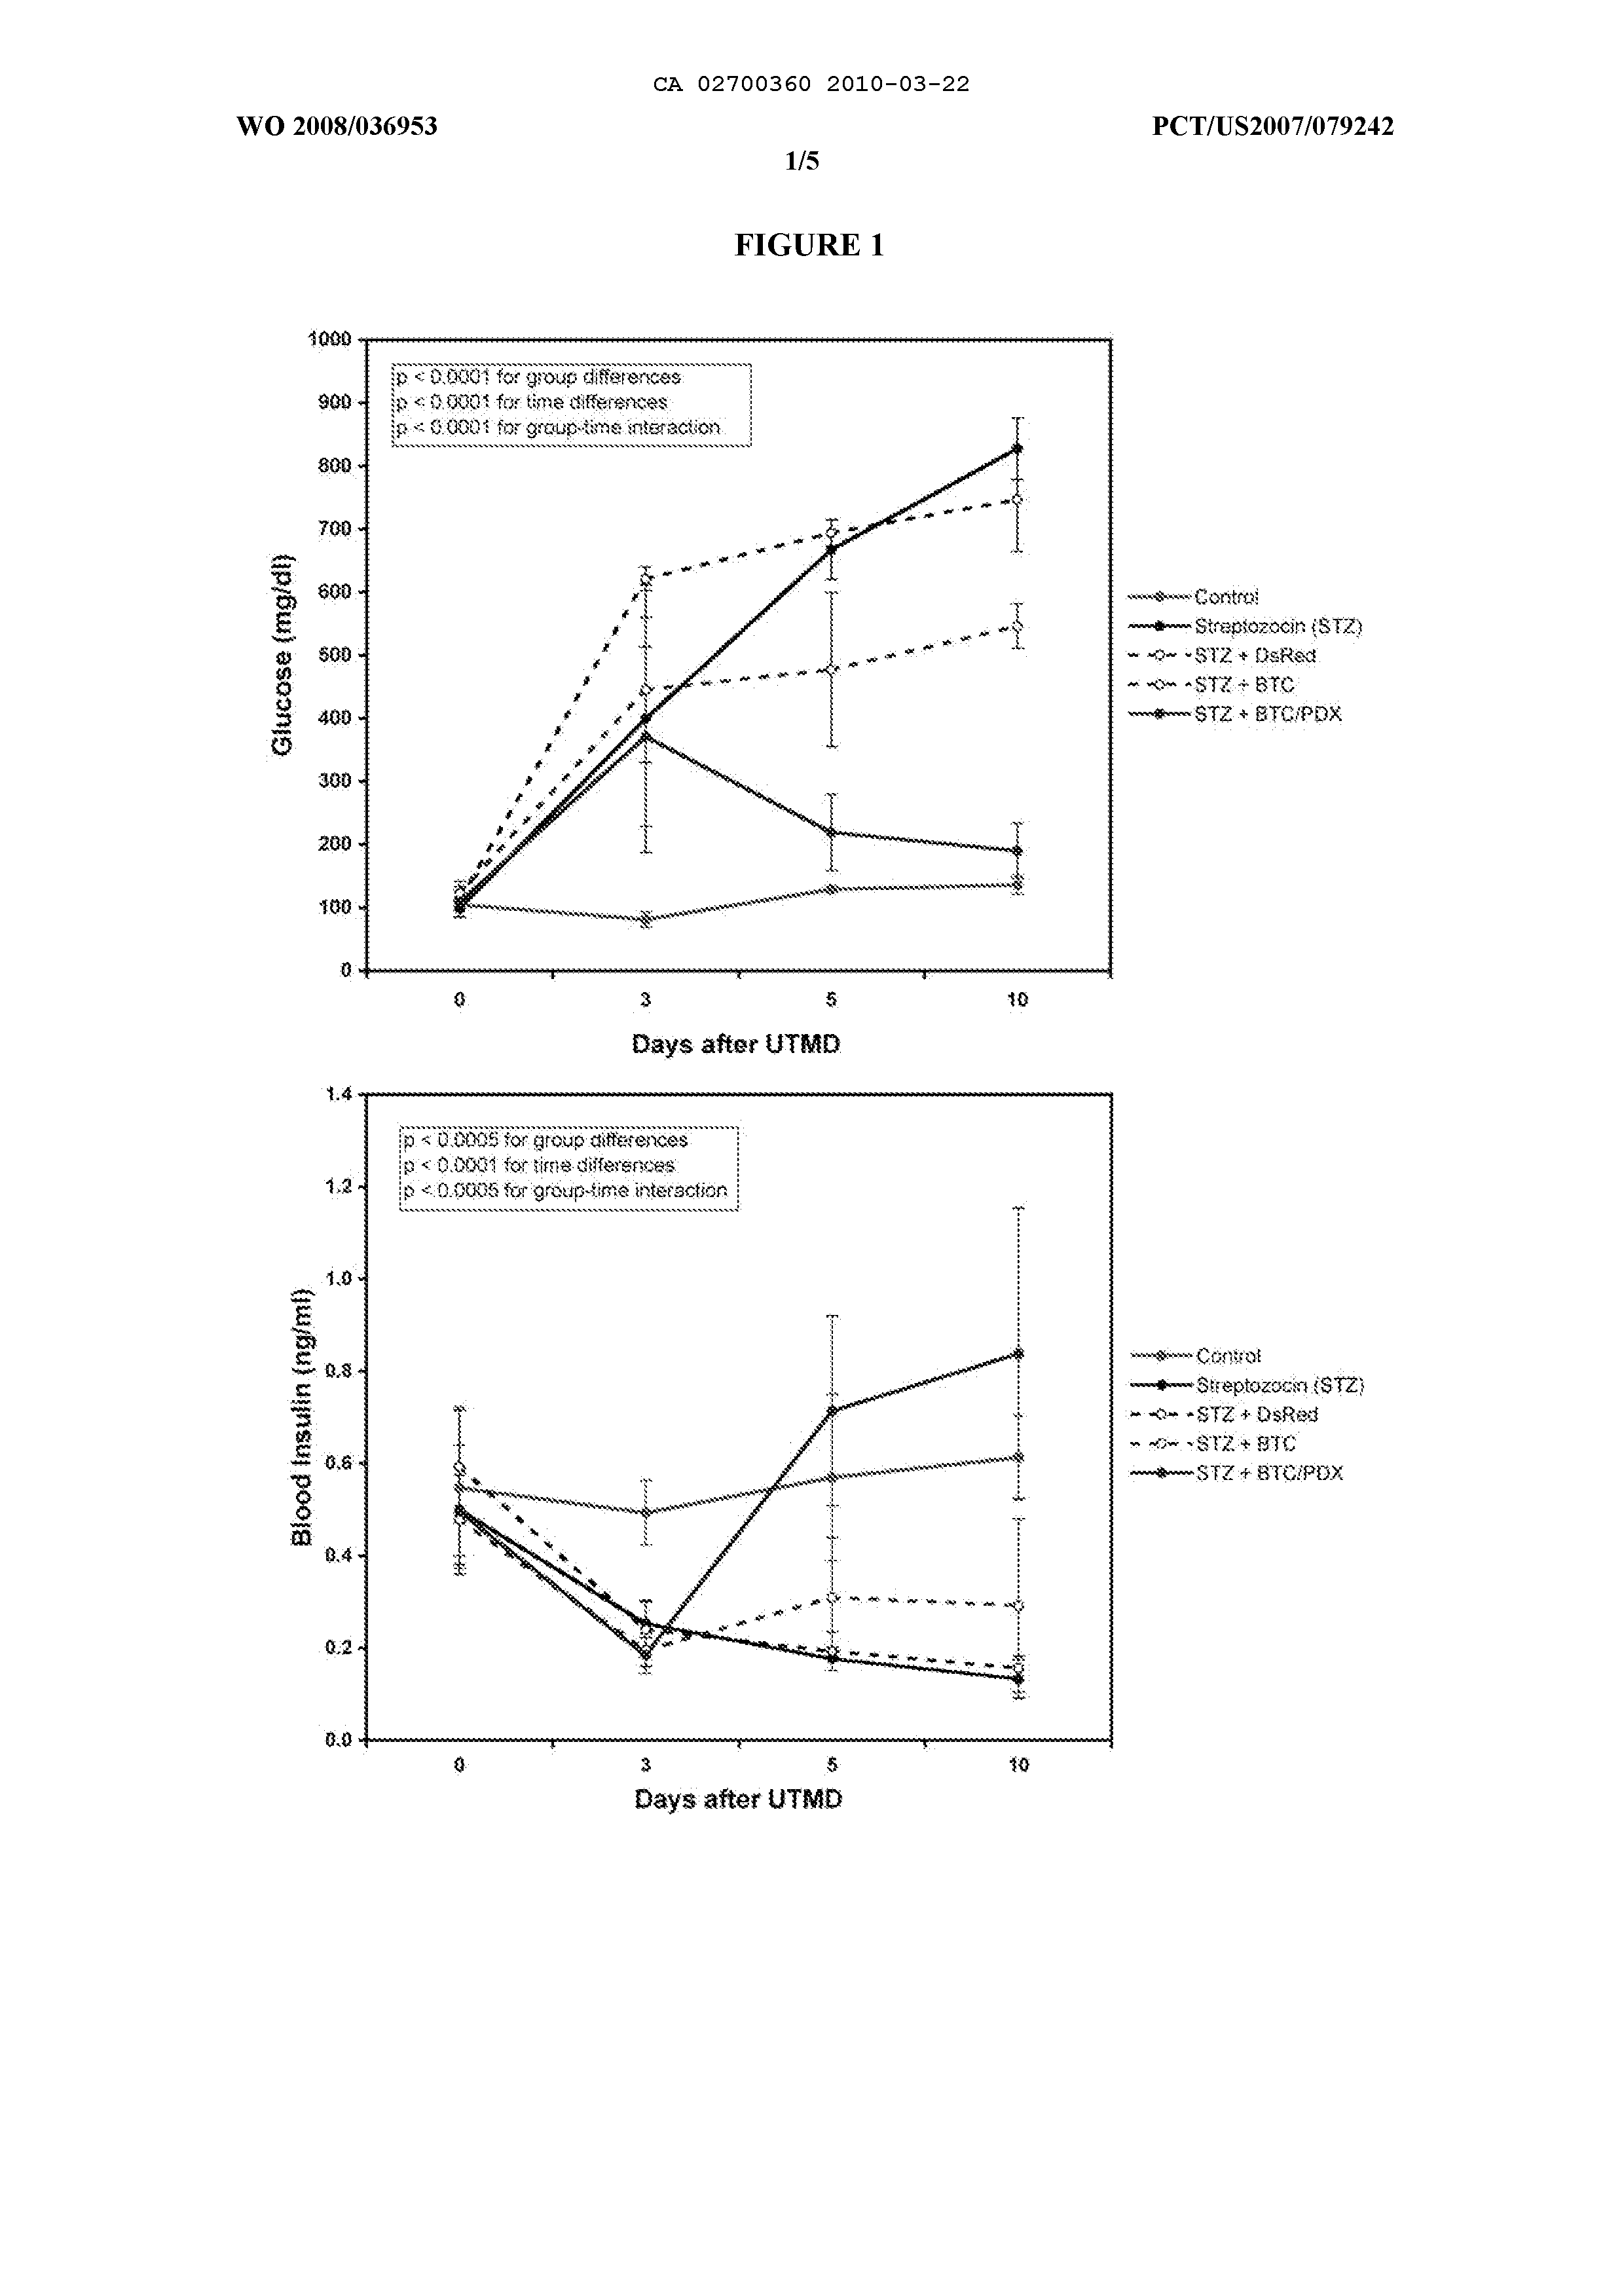 CA 02700360 2010-03-22
WO 2008/036953
PCT/US2007/079242
1/5
FIGURE 1
1000
900
800
700
600
500
400
300
200
100
0
Glucose (mg/dl)
p < 0.0001 for group differences
p < 0.0001 for time differences
p < 0.0001 for group-time interaction
Control
Streptozocin (STZ)
STZ + DsRed
STZ + BTC
STZ + BTC/PDX
0 3 5 10
Days after UTMD
1.4
1.2
1.0
0.8
0.6
0.4
0.2
0.0
Blood Insulin (ng/ml)
p < 0.0005 for group differences
p < 0.0001 for time differences
p < 0.0005 for group-time interaction
Control
Streptozocin (STZ)
STZ + DsRed
STZ + BTC
STZ + BTC/PDX
0 3 5 10
Days after UTMD